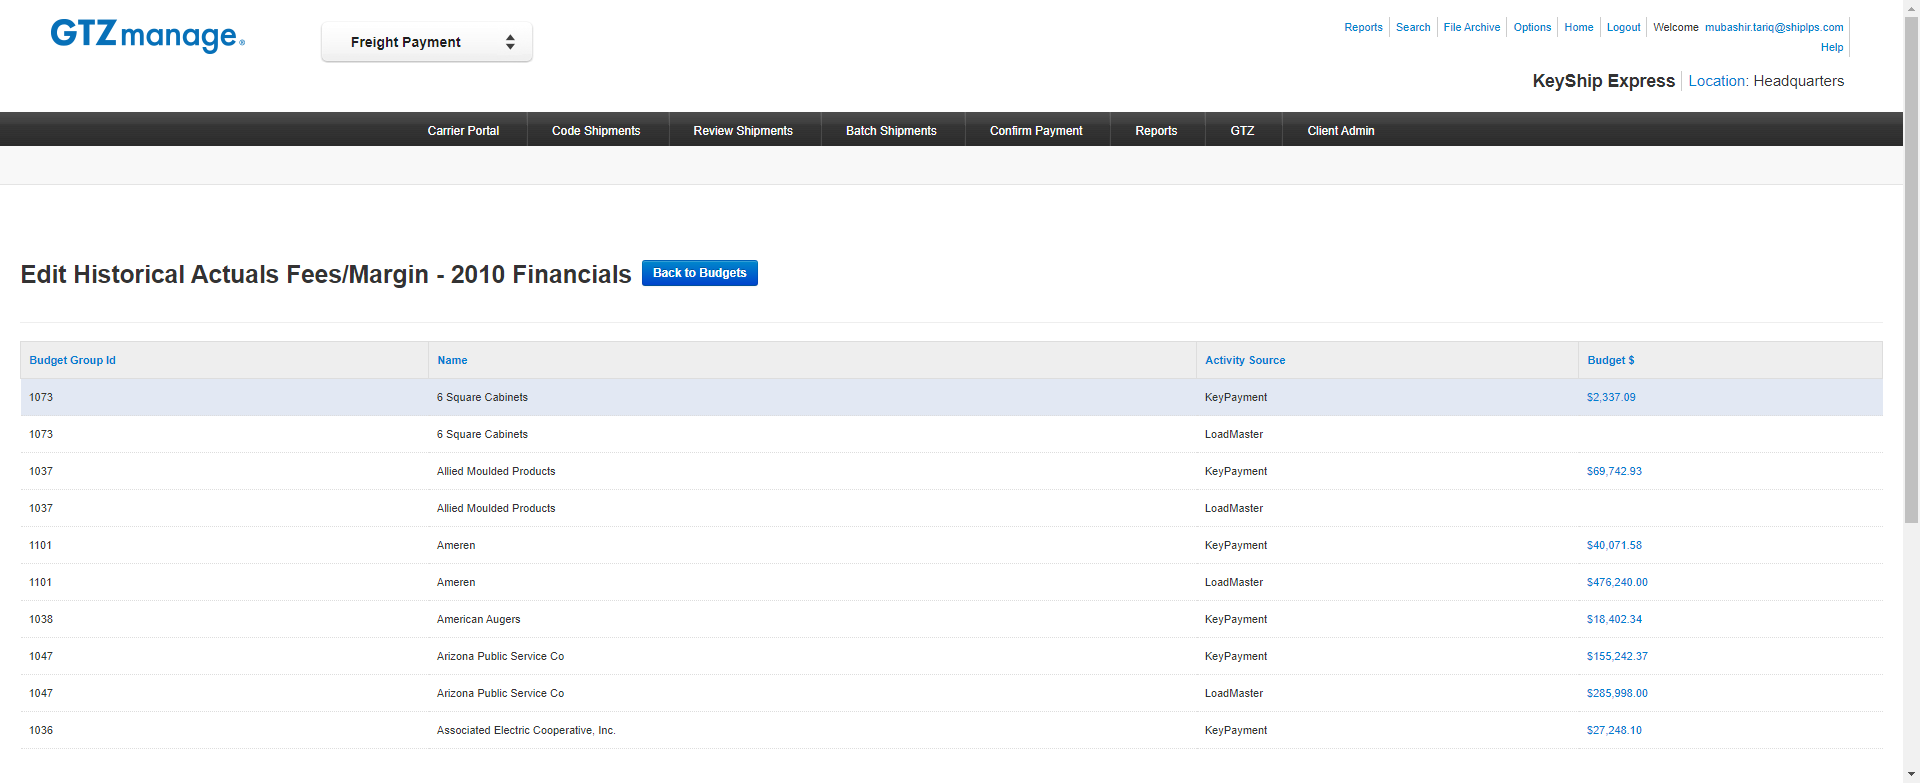 GTZmanage®
Freight Payment
Reports Search File Archive Options Home Logout Welcome mubashir.tariq@shiplps.com
Help
KeyShip Express Location: Headquarters
Carrier Portal Code Shipments Review Shipments Batch Shipments Confirm Payment Reports GTZ Client Admin
Edit Historical Actuals Fees/Margin - 2010 Financials Back to Budgets
Budget Group Id Name Activity Source Budget $
1073 6 Square Cabinets KeyPayment $2,337.09
1073 6 Square Cabinets LoadMaster
1037 Allied Moulded Products KeyPayment $69,742.93
1037 Allied Moulded Products LoadMaster
1101 Ameren KeyPayment $40,071.58
1101 Ameren LoadMaster $476,240.00
1038 American Augers KeyPayment $18,402.34
1047 Arizona Public Service Co KeyPayment $155,242.37
1047 Arizona Public Service Co LoadMaster $285,998.00
1036 Associated Electric Cooperative, Inc. KeyPayment $27,248.10